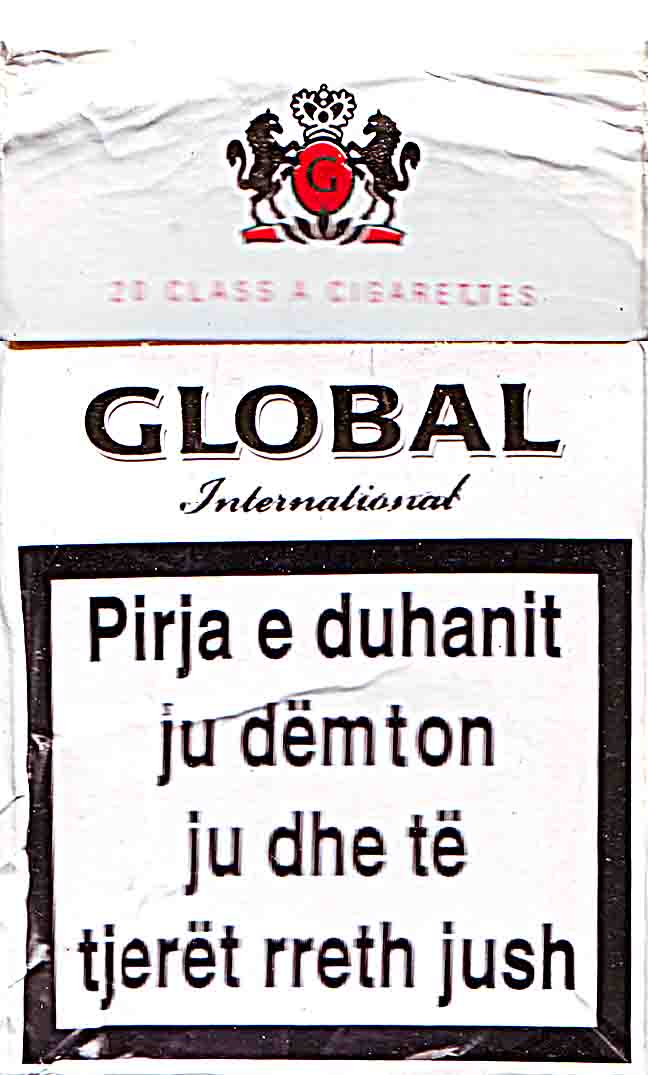 G
20 CLASS A CIGARETTES
GLOBAL
International
Pirja e duhanit
ju dëmton
ju dhe të
tjerët rreth jush